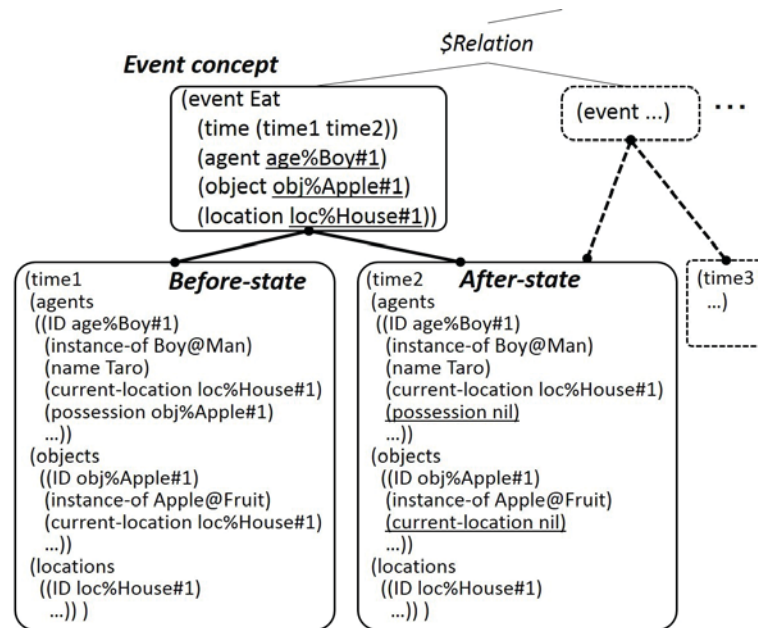 $Relation
Event concept
(event Eat
(time (time1 time2))
(agent age%Boy#1)
(object obj%Apple#1)
(location loc%House#1))
(event ...)
...
Before-state
(time1
(agents
((ID age%Boy#1)
(instance-of Boy@Man)
(name Taro)
(current-location loc%House#1)
(possession obj%Apple#1)
...))
(objects
((ID obj%Apple#1)
(instance-of Apple@Fruit)
(current-location loc%House#1)
...))
(locations
((ID loc%House#1)
...)) )
After-state
(time2
(agents
((ID age%Boy#1)
(instance-of Boy@Man)
(name Taro)
(current-location loc%House#1)
(possession nil)
...))
(objects
((ID obj%Apple#1)
(instance-of Apple@Fruit)
(current-location nil)
...))
(locations
((ID loc%House#1)
...)) )
(time3
...)